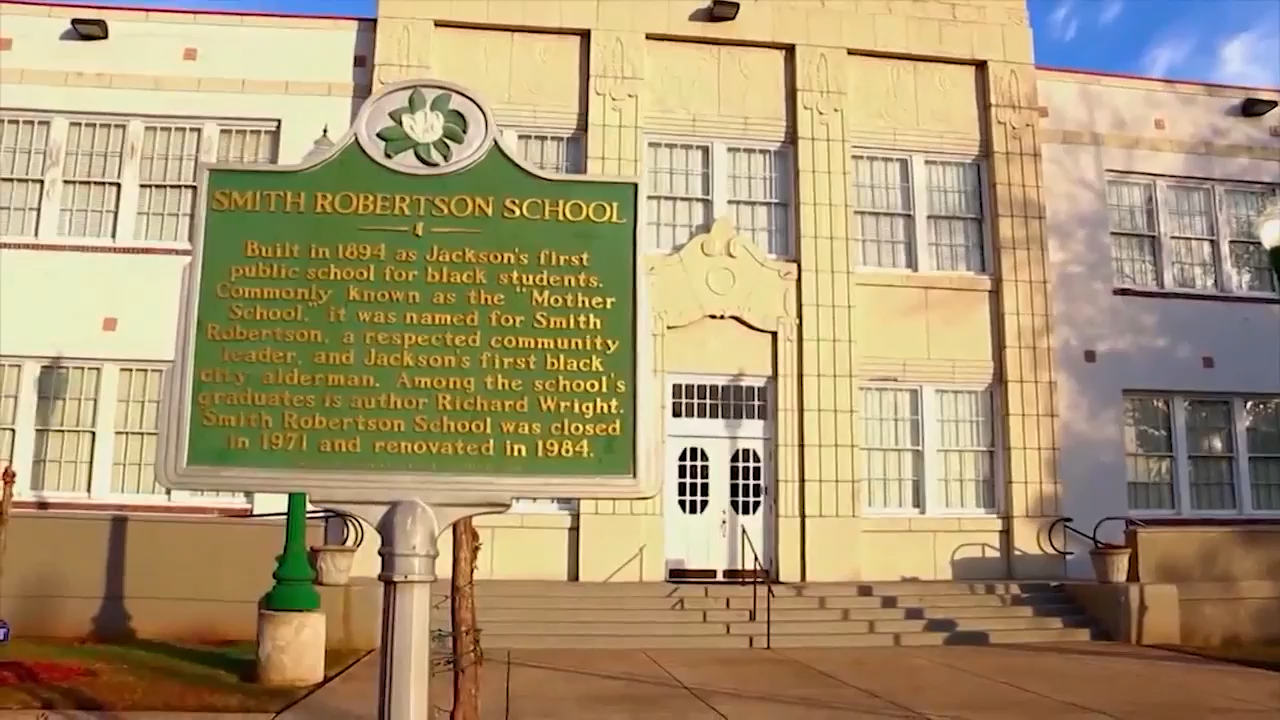 SMITH ROBERTSON SCHOOL
Built in 1894 as Jackson's first
public school for black students.
Commonly known as the "Mother
School," it was named for Smith
Robertson, a respected community
leader, and Jackson's first black
city alderman. Among the school's
graduates is author Richard Wright.
Smith Robertson School was closed
in 1971 and renovated in 1984.